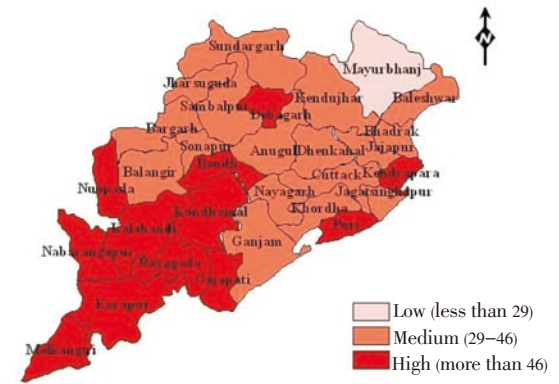 N
Sundargarh
Mayurbhanj
Jharsuguda
Kendujhar
Baleshwar
Sambalpur
Debagarh
Bargarh
Bhadrak
Sonapur
Anugul
Dhenkanal
Jajapur
Baudh
Balangir
Cuttack
Kendrapara
Nuapada
Nayagarh
Jagatsinghpur
Kandhamal
Khordha
Kalahandi
Puri
Ganjam
Nabarangapur
Rayagada
Gajapati
Koraput
Malkangiri
Low (less than 29)
Medium (29–46)
High (more than 46)